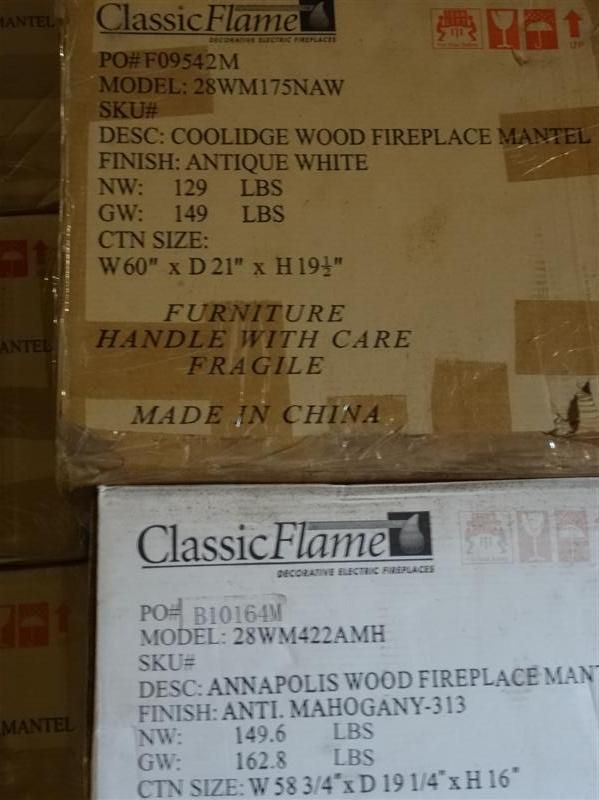 MANTEL
ClassicFlame
DECORATIVE ELECTRIC FIREPLACES
UP
PO#F09542M
MODEL: 28WM175NAW
SKU#
DESC: COOLIDGE WOOD FIREPLACE MANTEL
FINISH: ANTIQUE WHITE
NW: 129 LBS
GW: 149 LBS
CTN SIZE:
W60" x D21" x H19½"
FURNITURE
HANDLE WITH CARE
FRAGILE
MADE IN CHINA
ANTEL
ClassicFlame
DECORATIVE ELECTRIC FIREPLACES
PO# B10164M
MODEL: 28WM422AMH
SKU#
DESC: ANNAPOLIS WOOD FIREPLACE MAN
FINISH: ANTI. MAHOGANY-313
NW: 149.6 LBS
GW: 162.8 LBS
CTN SIZE: W 58 3/4"x D 19 1/4"x H 16"
MANTEL